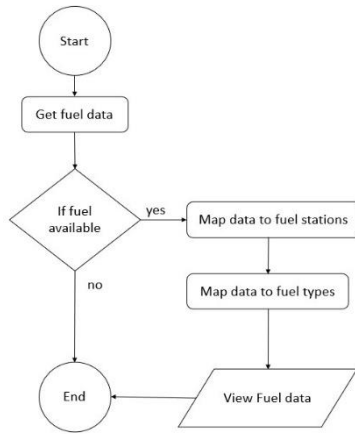 Start
Get fuel data
If fuel
available
yes
Map data to fuel stations
no
Map data to fuel types
End
View Fuel data